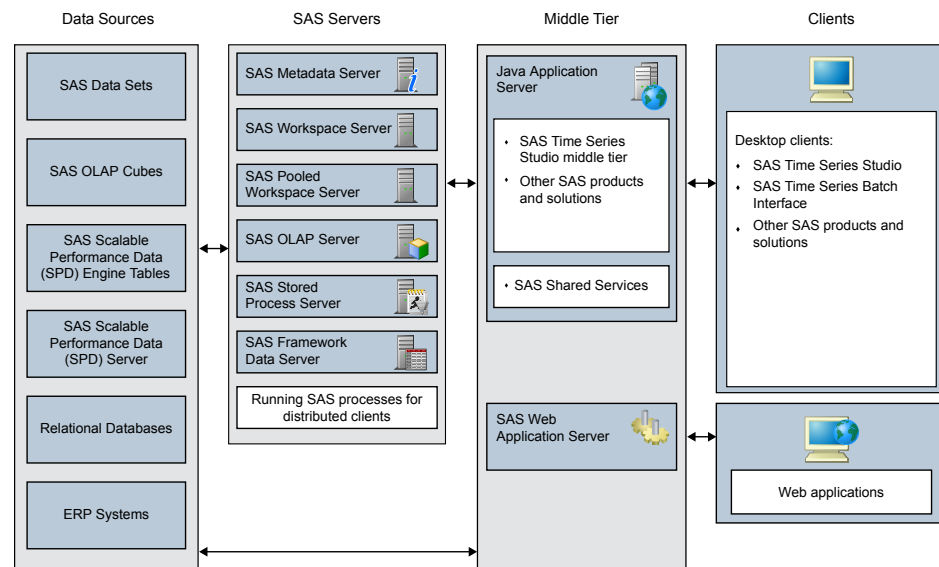 Data Sources
SAS Servers
Middle Tier
Clients
SAS Data Sets
SAS OLAP Cubes
SAS Scalable
Performance Data
(SPD) Engine Tables
SAS Scalable
Performance Data
(SPD) Server
Relational Databases
ERP Systems
SAS Metadata Server
SAS Workspace Server
SAS Pooled
Workspace Server
SAS OLAP Server
SAS Stored
Process Server
SAS Framework
Data Server
Running SAS processes for
distributed clients
Java Application
Server
• SAS Time Series
Studio middle tier
• Other SAS products
and solutions
• SAS Shared Services
SAS Web
Application Server
Desktop clients:
• SAS Time Series Studio
• SAS Time Series Batch
Interface
• Other SAS products and
solutions
Web applications